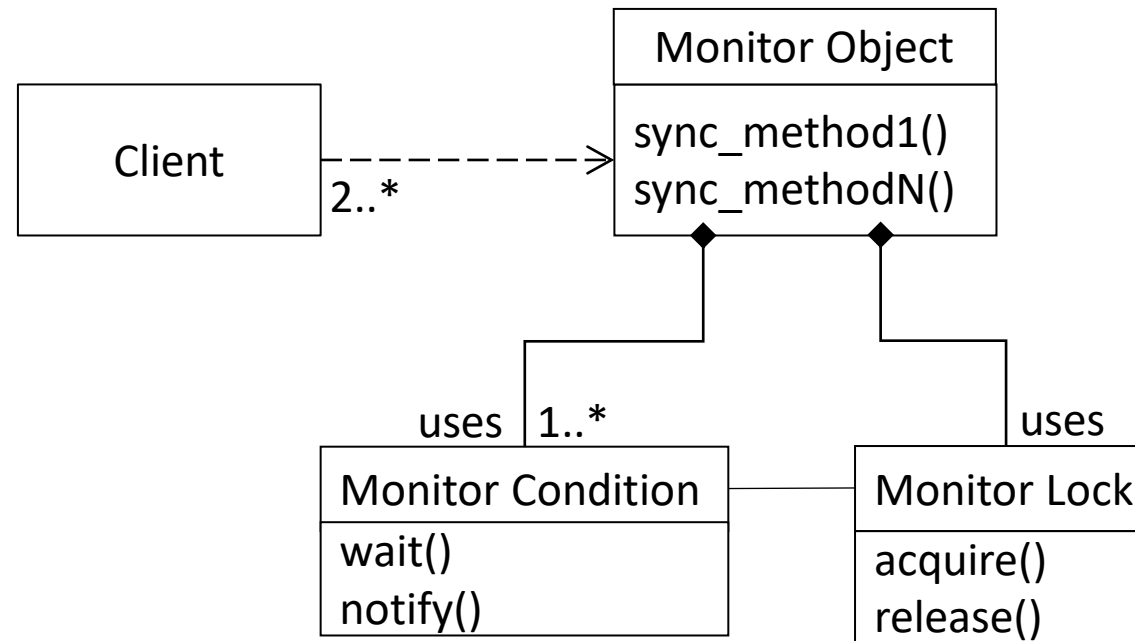 Monitor Object
sync_method1()
sync_methodN()
Client
2..*
uses
1..*
uses
Monitor Condition
wait()
notify()
Monitor Lock
acquire()
release()